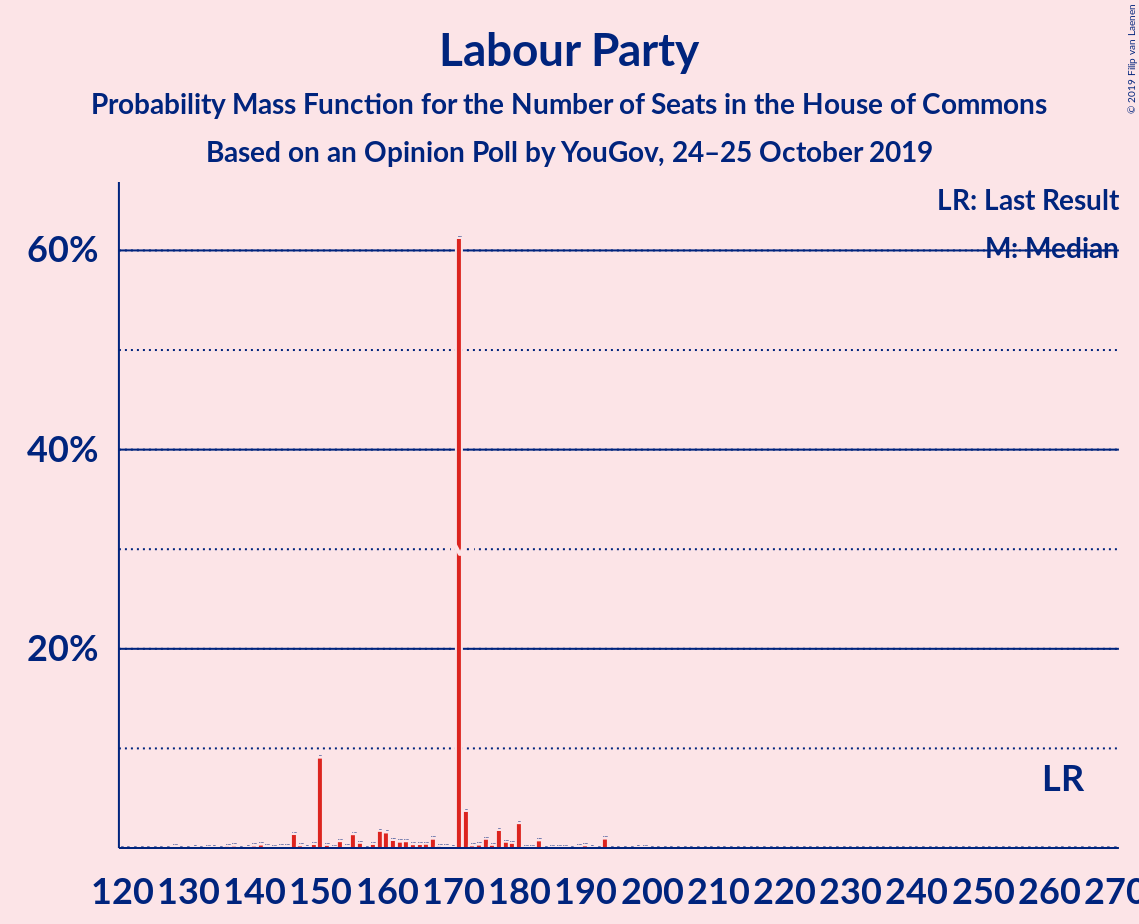 Labour Party
Probability Mass Function for the Number of Seats in the House of Commons
Based on an Opinion Poll by YouGov, 24–25 October 2019
© 2019 Filip van Laenen
LR: Last Result
M: Median
60%
40%
20%
LR
120 130 140 150 160 170 180 190 200 210 220 230 240 250 260 270